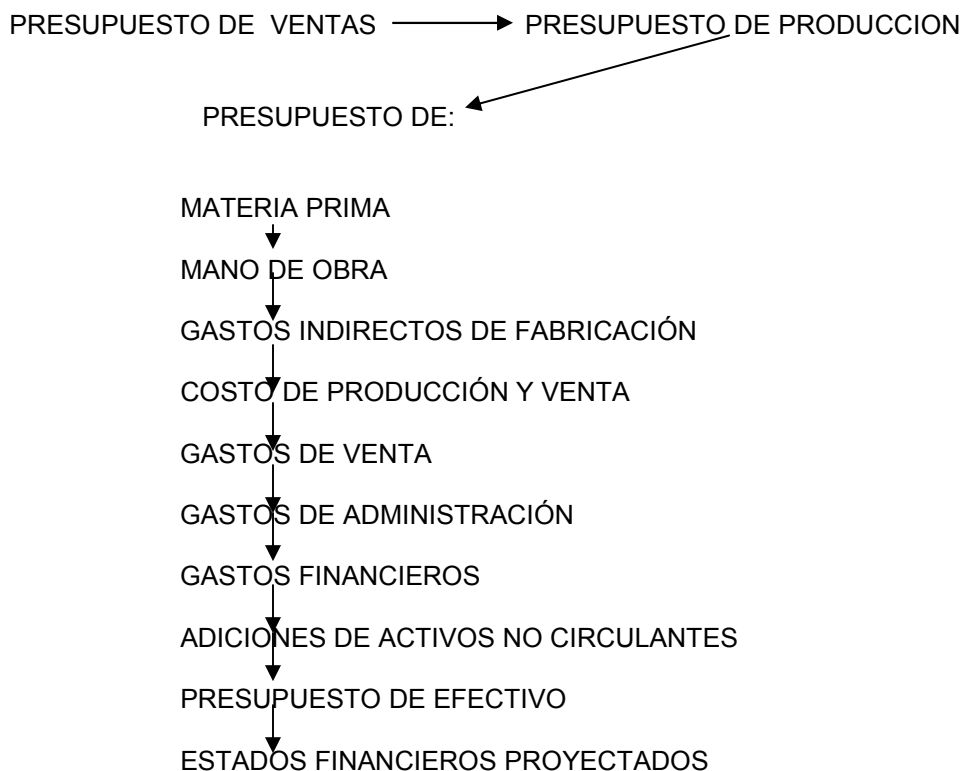 PRESUPUESTO DE VENTAS PRESUPUESTO DE PRODUCCION
PRESUPUESTO DE:
MATERIA PRIMA
MANO DE OBRA
GASTOS INDIRECTOS DE FABRICACIÓN
COSTO DE PRODUCCIÓN Y VENTA
GASTOS DE VENTA
GASTOS DE ADMINISTRACIÓN
GASTOS FINANCIEROS
ADICIONES DE ACTIVOS NO CIRCULANTES
PRESUPUESTO DE EFECTIVO
ESTADOS FINANCIEROS PROYECTADOS